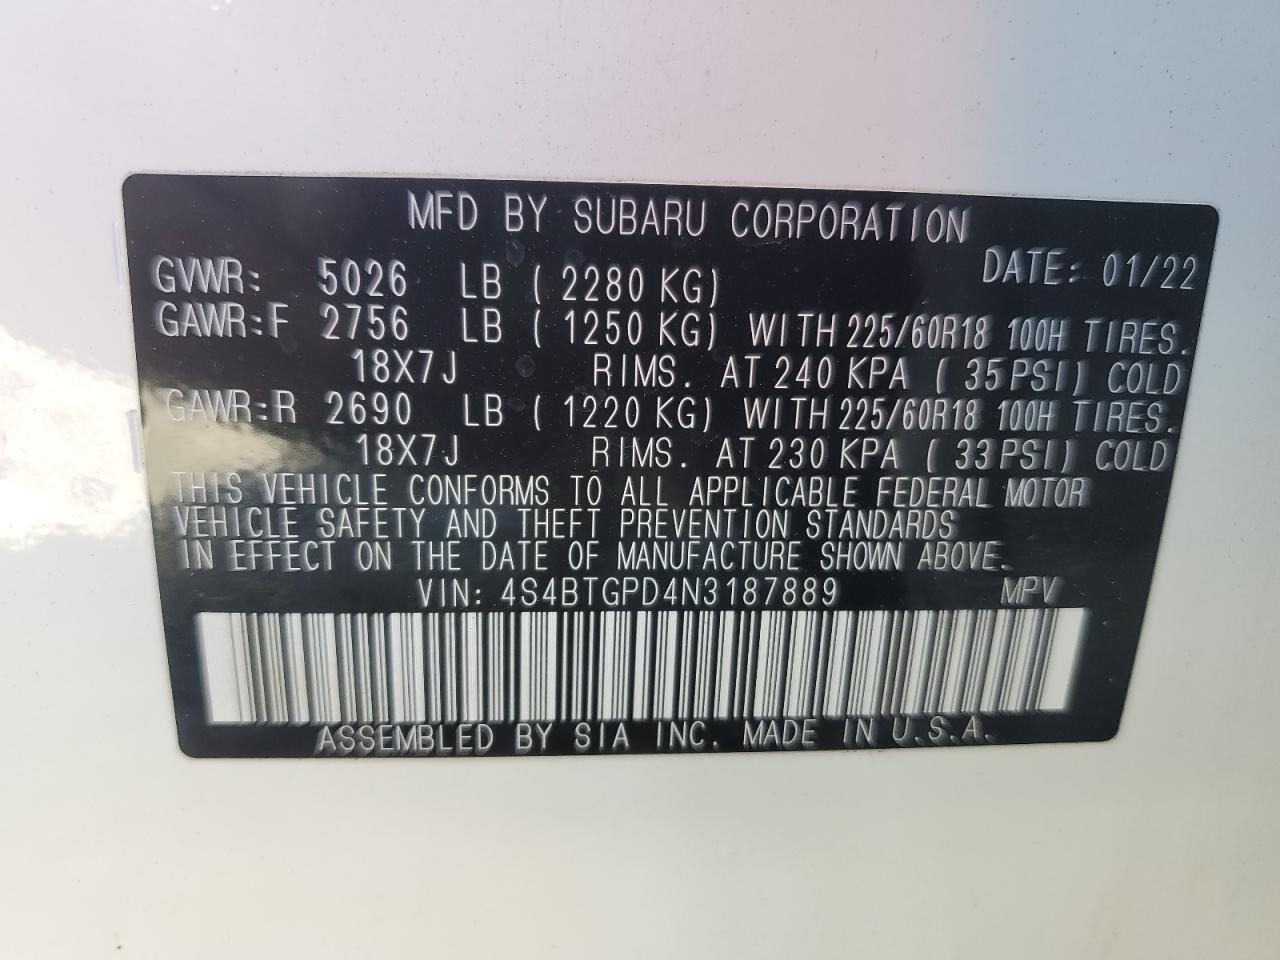 MFD BY SUBARU CORPORATION
GVWR: 5026 LB ( 2280 KG) DATE: 01/22
GAWR:F 2756 LB ( 1250 KG) WITH 225/60R18 100H TIRES.
18X7J RIMS. AT 240 KPA ( 35PSI) COLD
GAWR:R 2690 LB ( 1220 KG) WITH 225/60R18 100H TIRES.
18X7J RIMS. AT 230 KPA ( 33PSI) COLD
THIS VEHICLE CONFORMS TO ALL APPLICABLE FEDERAL MOTOR
VEHICLE SAFETY AND THEFT PREVENTION STANDARDS
IN EFFECT ON THE DATE OF MANUFACTURE SHOWN ABOVE.
VIN: 4S4BTGPD4N3187889 MPV
ASSEMBLED BY SIA INC. MADE IN U.S.A.